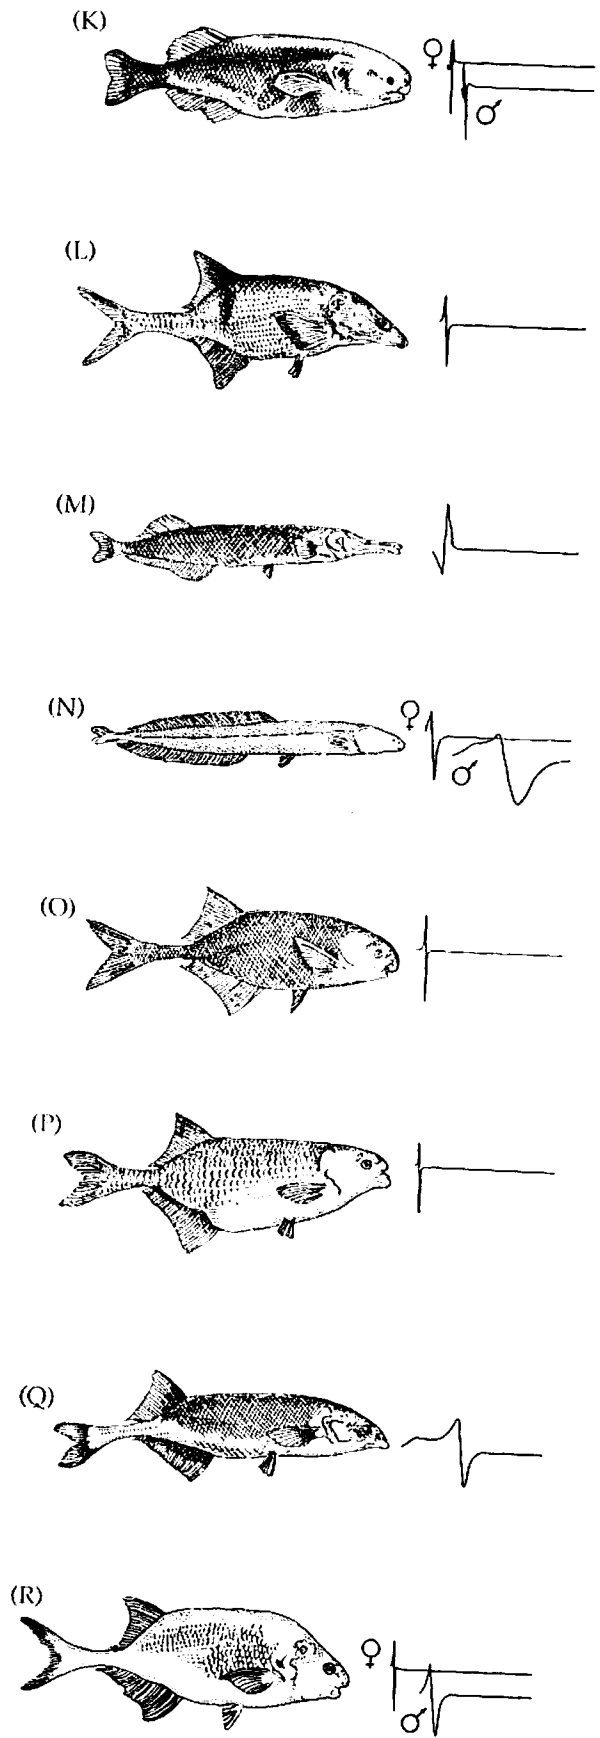 (K)
♀
♂
(L)
(M)
(N)
♀
♂
(O)
(P)
(Q)
(R)
♀
♂